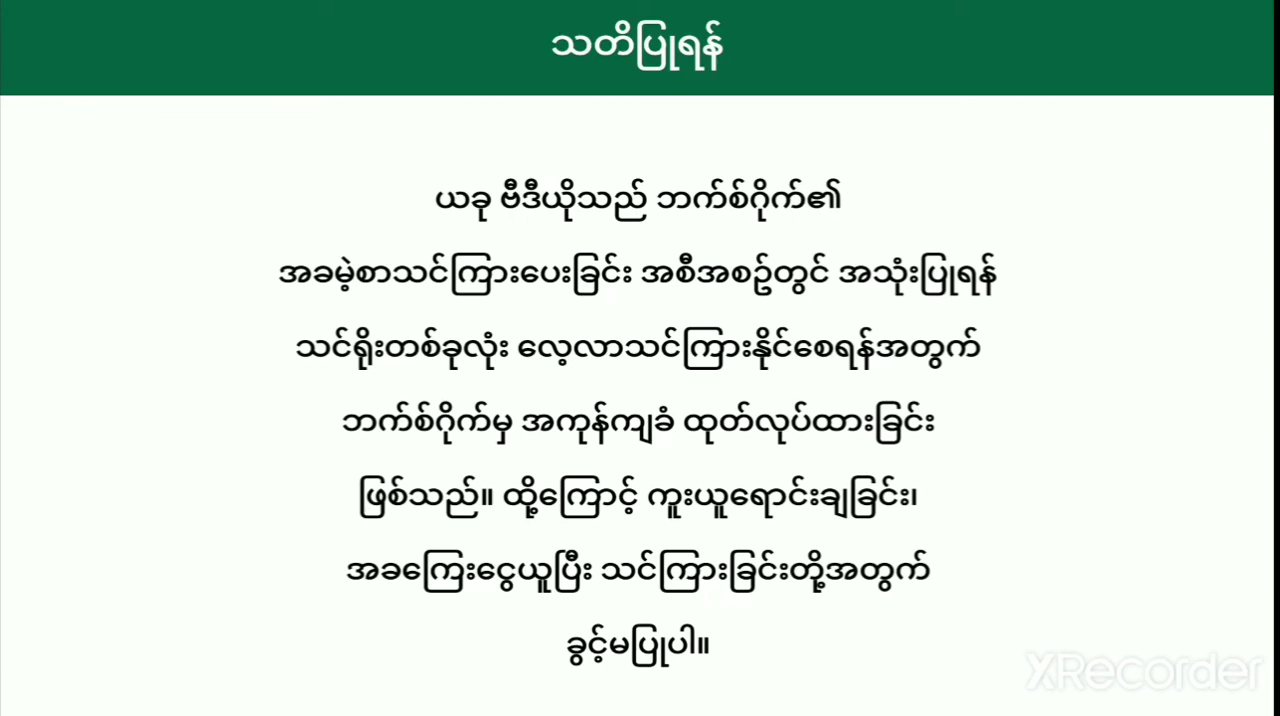 သတိပြုရန်
ယခု ဗီဒီယိုသည် ဘက်စ်ဂိုက်၏
အခမဲ့စာသင်ကြားပေးခြင်း အစီအစဥ်တွင် အသုံးပြုရန်
သင်ရိုးတစ်ခုလုံး လေ့လာသင်ကြားနိုင်စေရန်အတွက်
ဘက်စ်ဂိုက်မှ အကုန်ကျခံ ထုတ်လုပ်ထားခြင်း
ဖြစ်သည်။ ထို့ကြောင့် ကူးယူရောင်းချခြင်း၊
အခကြေးငွေယူပြီး သင်ကြားခြင်းတို့အတွက်
ခွင့်မပြုပါ။
XRecorder